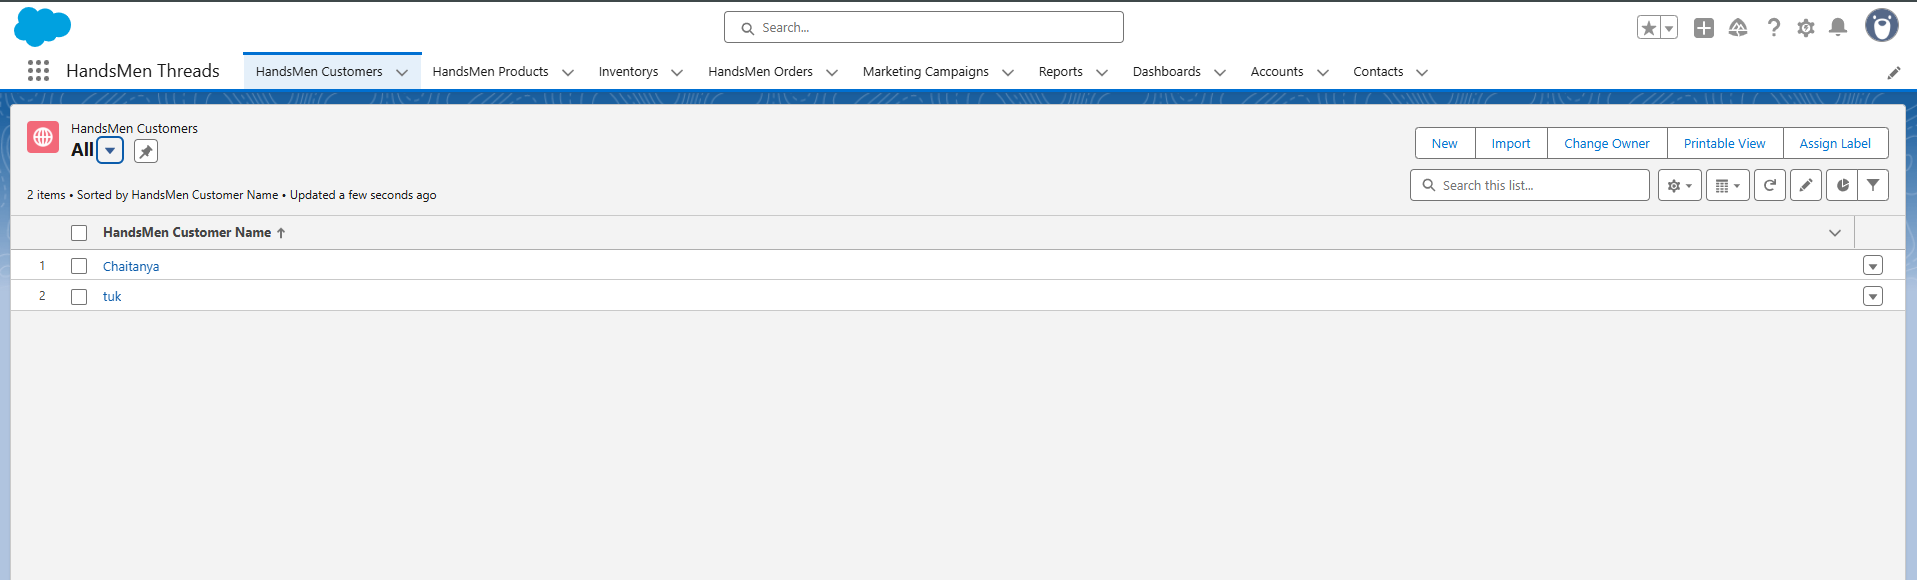 Search...
HandsMen Threads
HandsMen Customers
HandsMen Products
Inventorys
HandsMen Orders
Marketing Campaigns
Reports
Dashboards
Accounts
Contacts
HandsMen Customers
All
New
Import
Change Owner
Printable View
Assign Label
2 items • Sorted by HandsMen Customer Name • Updated a few seconds ago
Search this list...
HandsMen Customer Name
1 Chaitanya
2 tuk